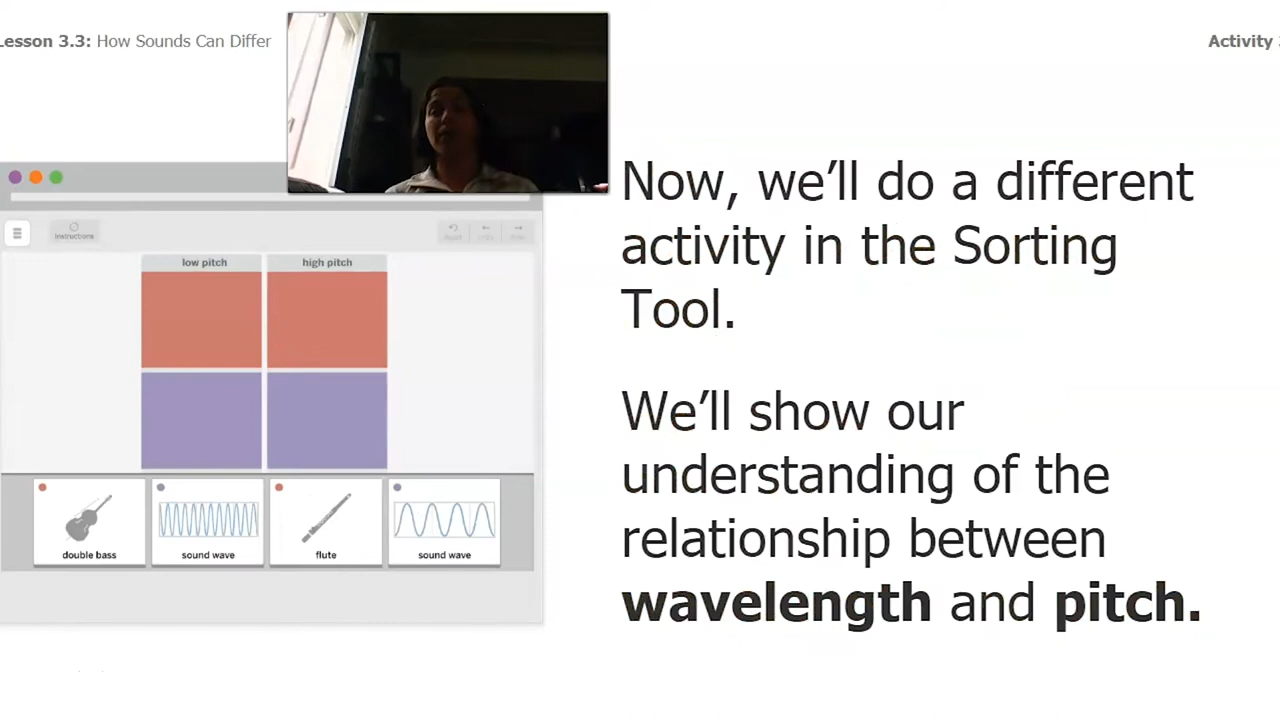 Lesson 3.3: How Sounds Can Differ
Activity
Now, we'll do a different
activity in the Sorting
Tool.
We'll show our
understanding of the
relationship between
wavelength and pitch.
Instructions
low pitch high pitch
double bass sound wave flute sound wave